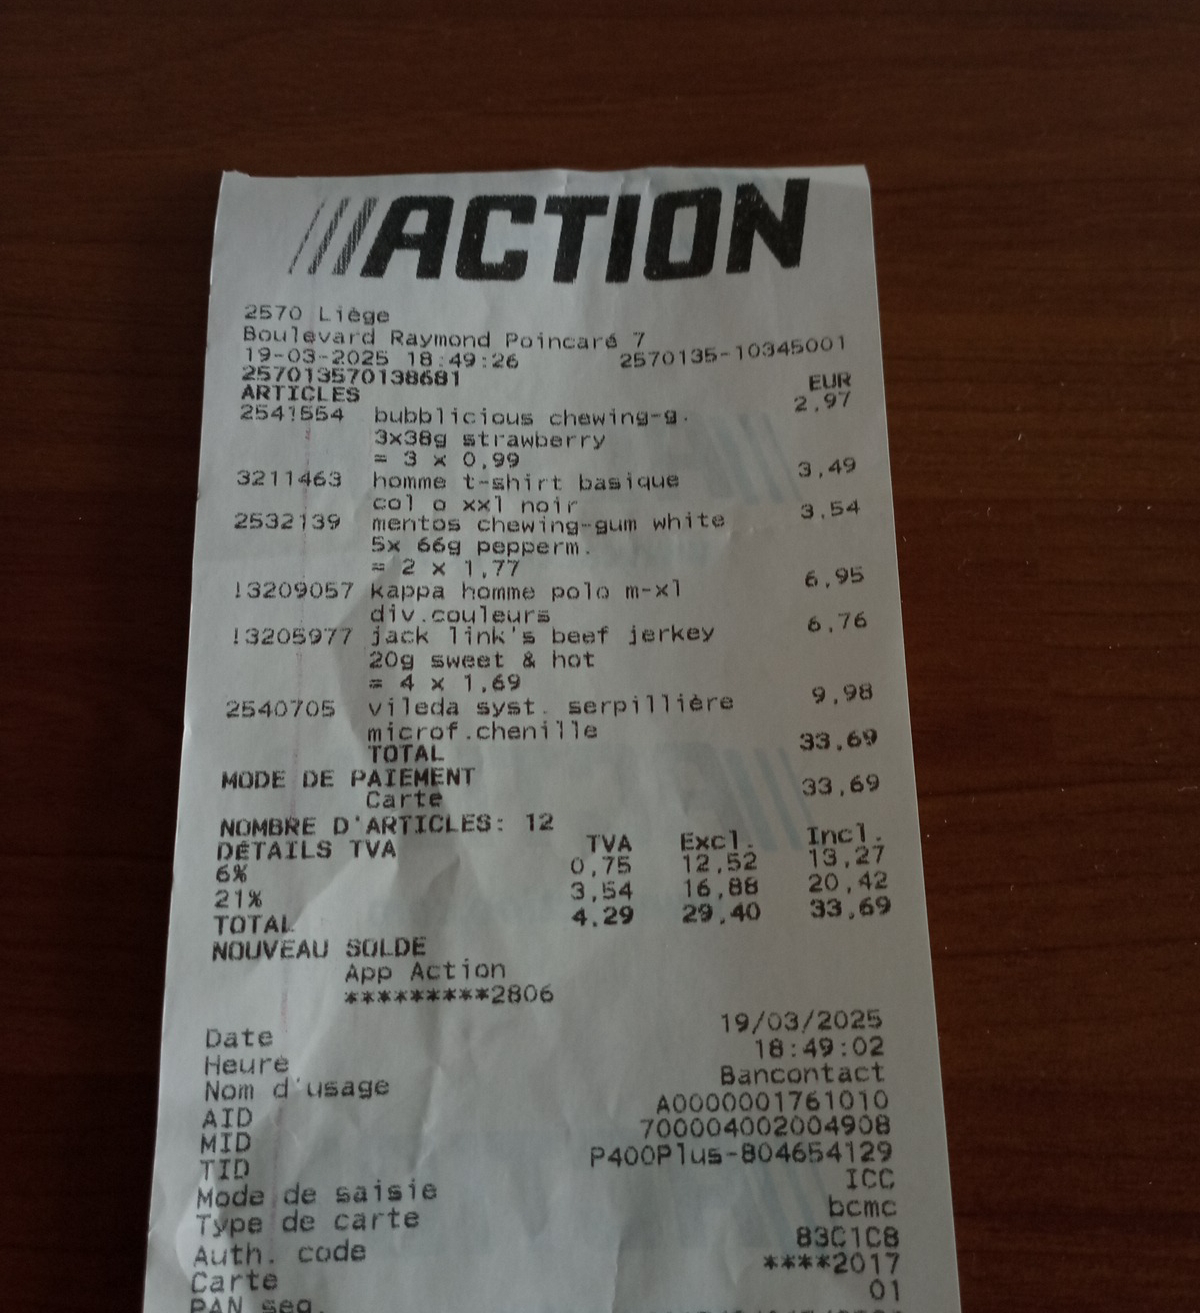 ACTION
2570 Liège
Boulevard Raymond Poincaré 7
19-03-2025 18:49:26 2570135-10345001
257013570138681
ARTICLES EUR
2541554 bubblicious chewing-g. 2,97
3x38g strawberry
= 3 x 0,99
3211463 homme t-shirt basique 3,49
col o xxl noir
2532139 mentos chewing-gum white 3,54
5x 66g pepperm.
= 2 x 1,77
!3209057 kappa homme polo m-xl 6,95
div.couleurs
!3205977 jack link's beef jerkey 6,76
20g sweet & hot
= 4 x 1,69
2540705 vileda syst. serpillière 9,98
microf.chenille
TOTAL 33,69
MODE DE PAIEMENT
Carte 33,69
NOMBRE D'ARTICLES: 12
DÉTAILS TVA TVA Excl. Incl.
6% 0,75 12,52 13,27
21% 3,54 16,88 20,42
TOTAL 4,29 29,40 33,69
NOUVEAU SOLDE
App Action
*********2806
Date 19/03/2025
Heure 18:49:02
Nom d'usage Bancontact
AID A0000001761010
MID 700004002004908
TID P400Plus-804654129
Mode de saisie ICC
Type de carte bcmc
Auth. code 83C1C8
Carte ****2017
PAN seq. 01